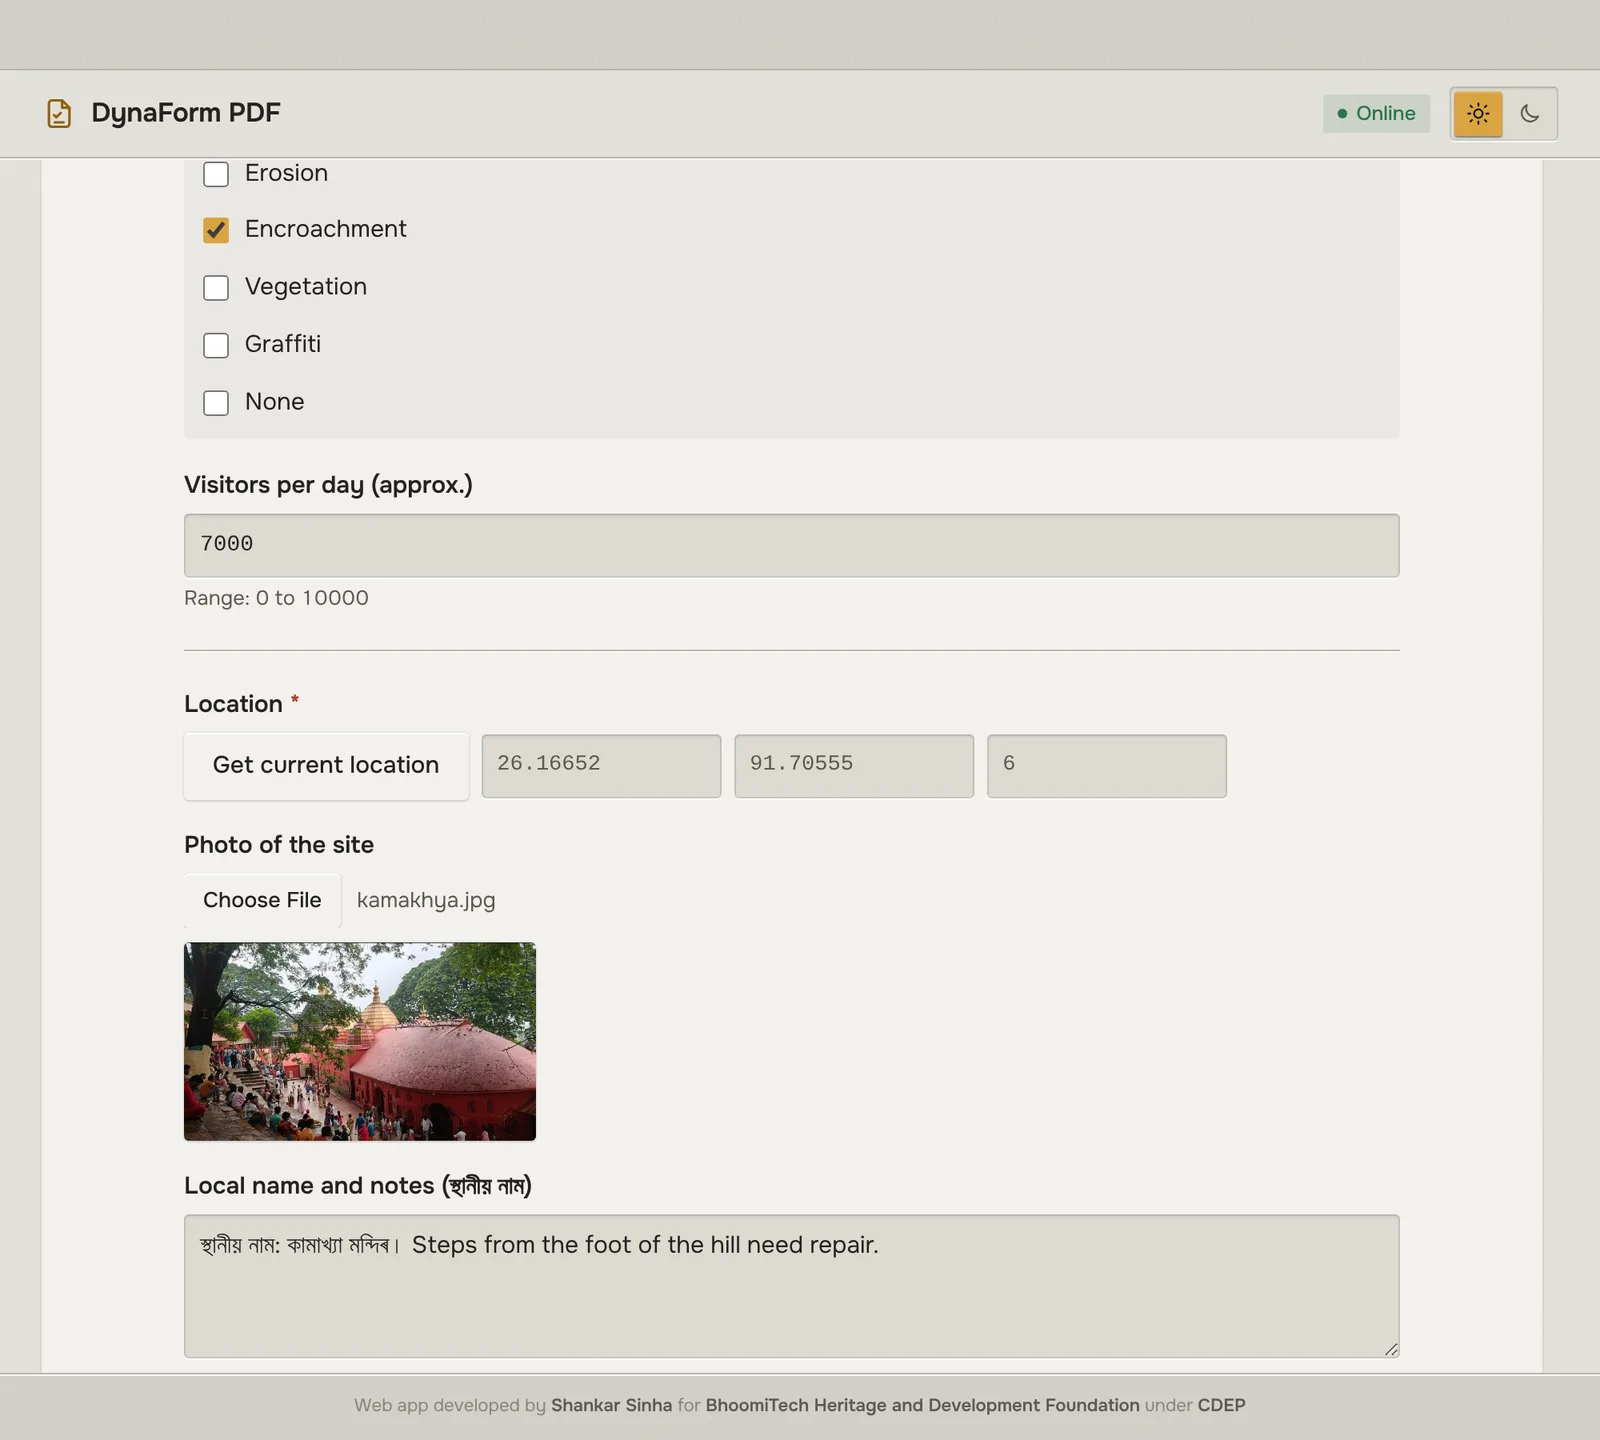 DynaForm PDF
Online
Erosion
Encroachment
Vegetation
Graffiti
None
Visitors per day (approx.)
7000
Range: 0 to 10000
Location *
Get current location 26.16652 91.70555 6
Photo of the site
Choose File kamakhya.jpg
Local name and notes (স্থানীয় নাম)
স্থানীয় নাম: কামাখ্যা মন্দিৰ। Steps from the foot of the hill need repair.
Web app developed by Shankar Sinha for BhoomiTech Heritage and Development Foundation under CDEP